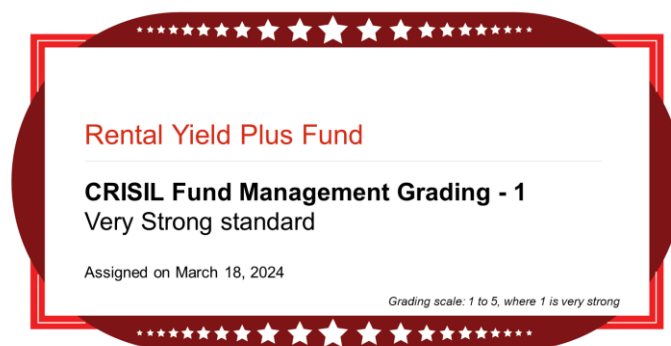 Rental Yield Plus Fund
CRISIL Fund Management Grading - 1
Very Strong standard
Assigned on March 18, 2024
Grading scale: 1 to 5, where 1 is very strong